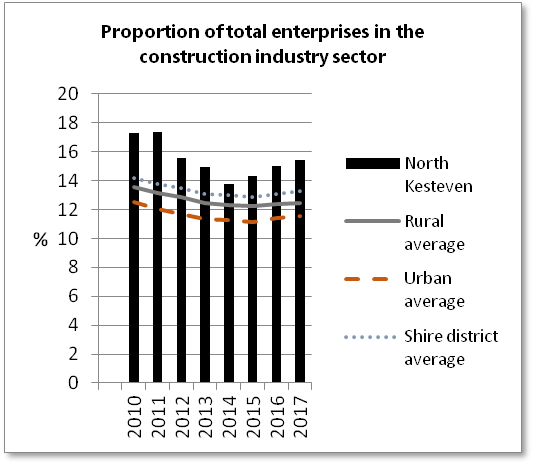 Proportion of total enterprises in the
construction industry sector
20
18
16
14
12
10
8
6
4
2
0
%
2010
2011
2012
2013
2014
2015
2016
2017
North
Kesteven
Rural
average
Urban
average
Shire district
average